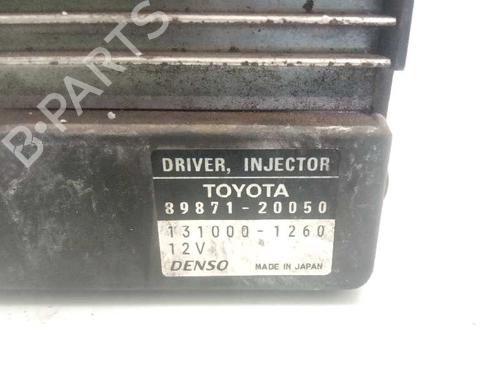 B-PARTS
DRIVER, INJECTOR
TOYOTA
89871-20050
131000-1260
12V
DENSO MADE IN JAPAN